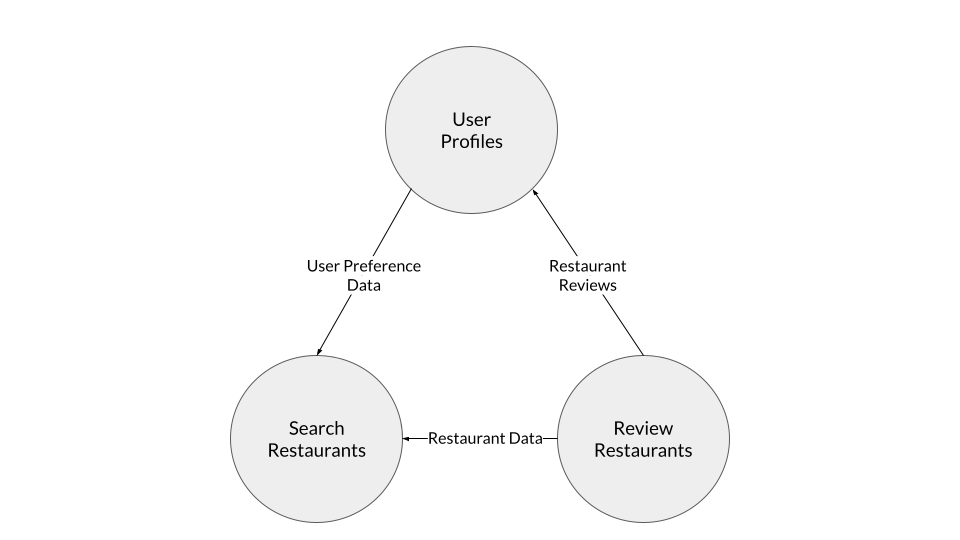 User
Profiles
User Preference
Data
Restaurant
Reviews
Search
Restaurants
Restaurant Data
Review
Restaurants